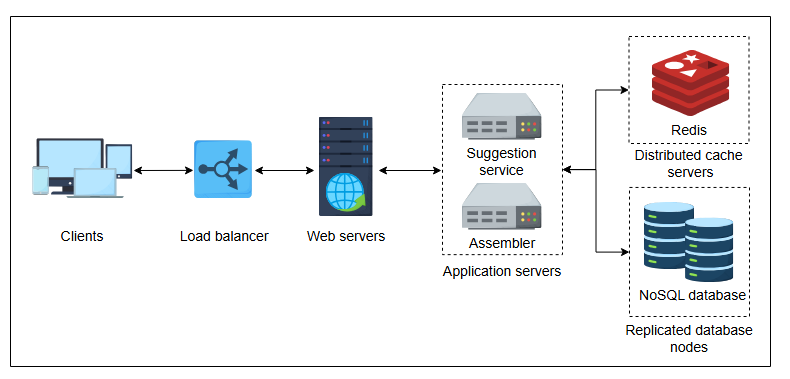 Clients
Load balancer
Web servers
Suggestion
service
Assembler
Application servers
Redis
Distributed cache
servers
NoSQL database
Replicated database
nodes